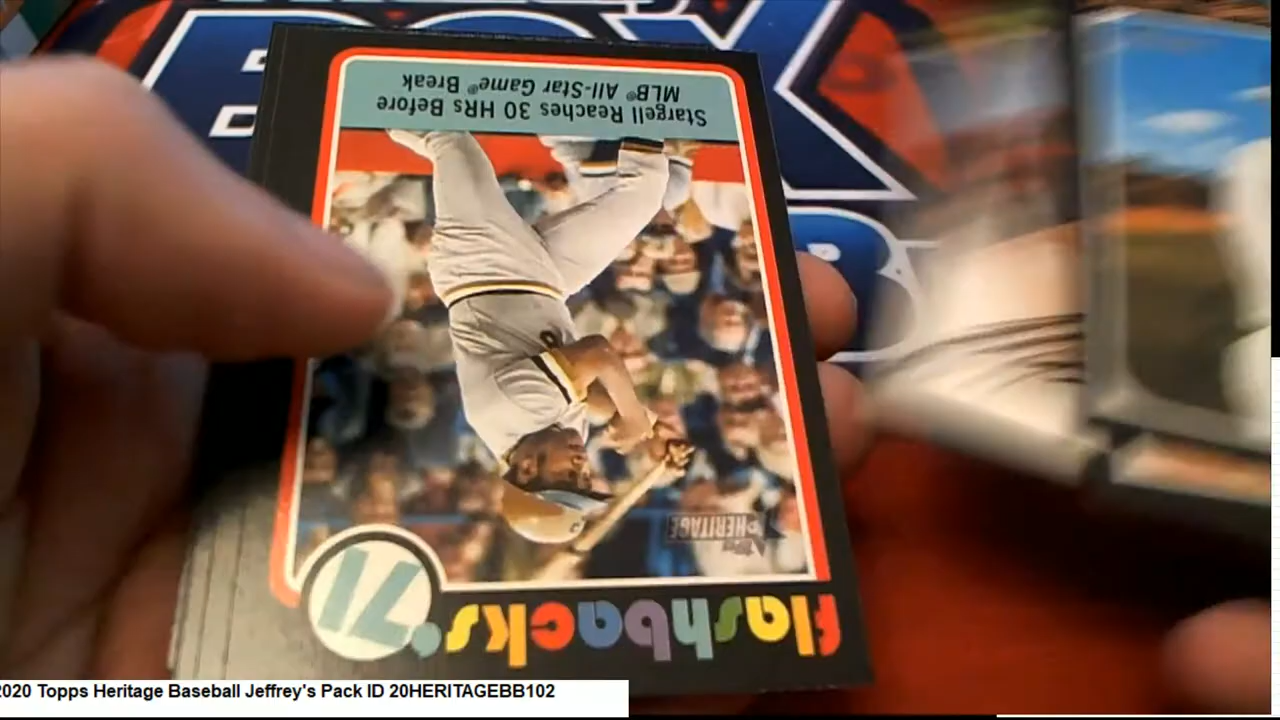 flashbacks '71
Topps
HERITAGE
Stargell Reaches 30 HRs Before
MLB® All-Star Game® Break
2020 Topps Heritage Baseball Jeffrey's Pack ID 20HERITAGEBB102